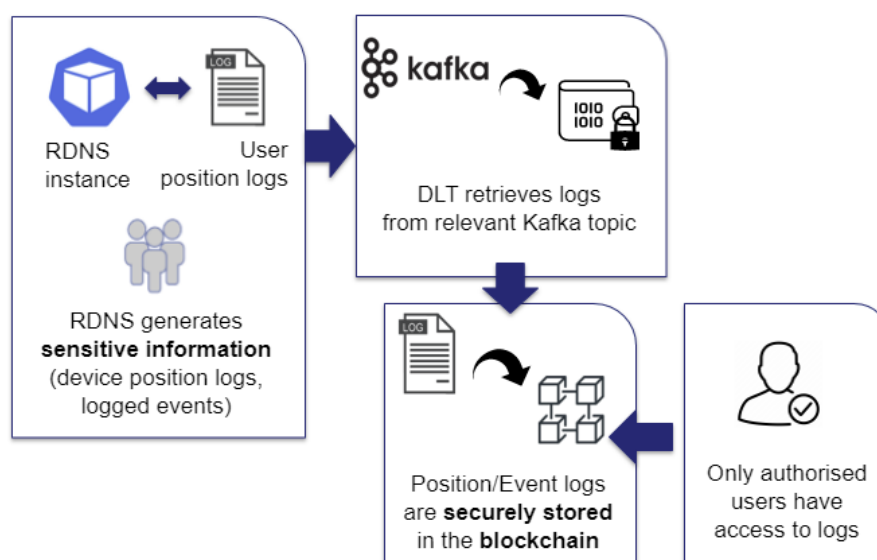 LOG
RDNS
instance
User
position logs
RDNS generates
sensitive information
(device position logs,
logged events)
kafka
1010
1010
DLT retrieves logs
from relevant Kafka topic
LOG
Position/Event logs
are securely stored
in the blockchain
Only authorised
users have
access to logs